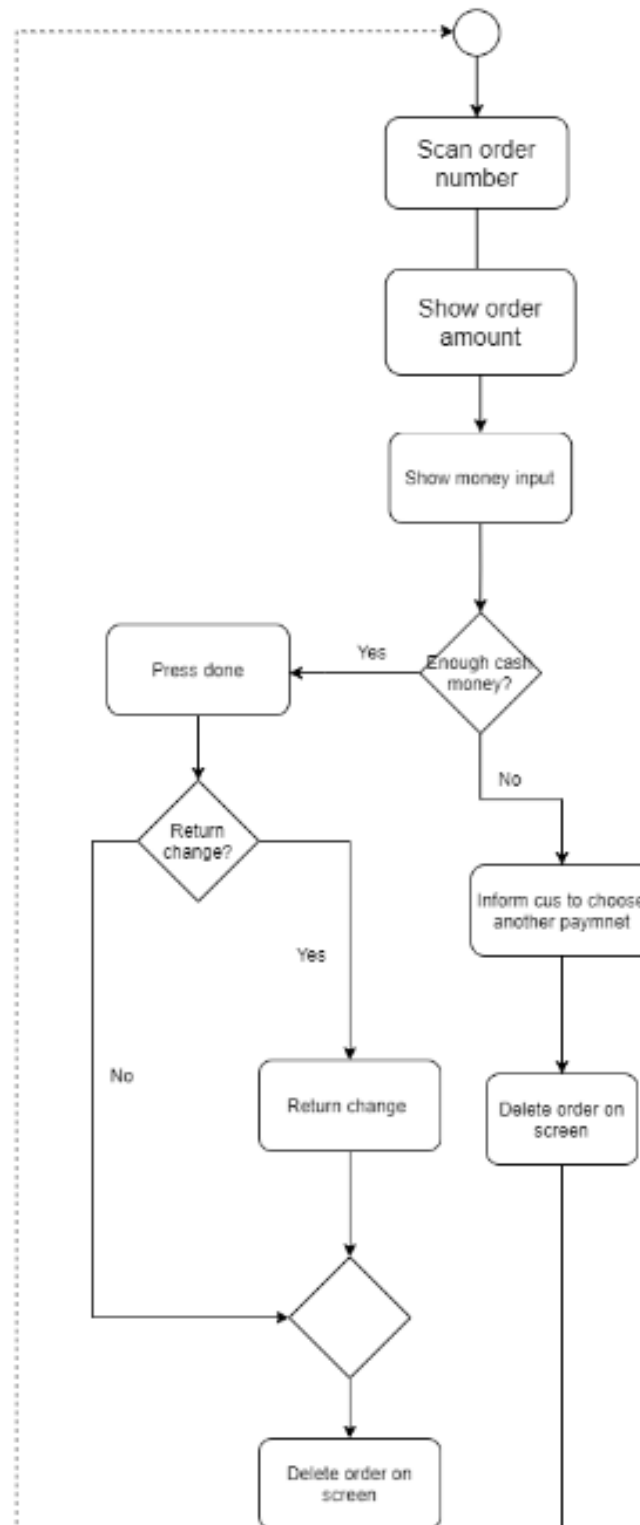 Scan order
number
Show order
amount
Show money input
Enough cash
money?
Yes
Press done
No
Return
change?
Inform cus to choose
another paymnet
Yes
No
Return change
Delete order on
screen
Delete order on
screen